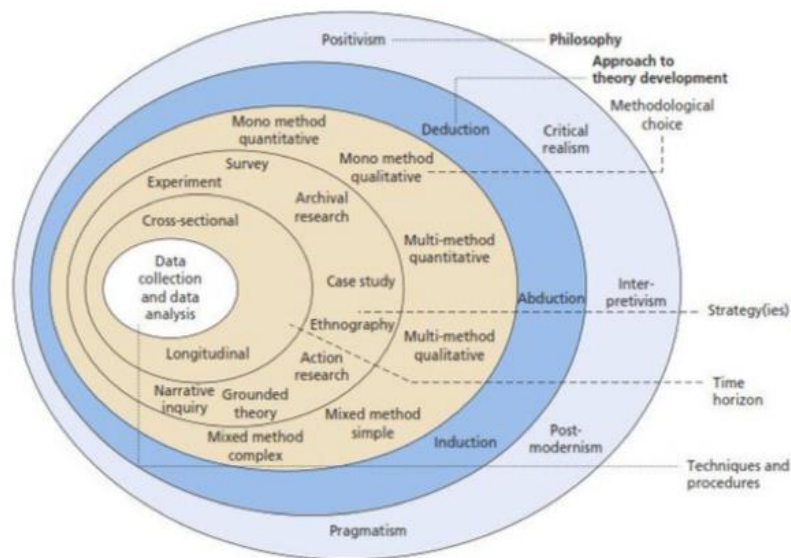 Positivism
Philosophy
Approach to
theory development
Methodological
choice
Mono method
quantitative
Deduction
Critical
realism
Survey
Mono method
qualitative
Experiment
Archival
research
Cross-sectional
Multi-method
quantitative
Data
collection
and data
analysis
Case study
Abduction
Inter-
pretivism
Strategy(ies)
Ethnography
Multi-method
qualitative
Longitudinal
Action
research
Time
horizon
Narrative
inquiry
Grounded
theory
Mixed method
simple
Mixed method
complex
Induction
Post-
modernism
Techniques and
procedures
Pragmatism